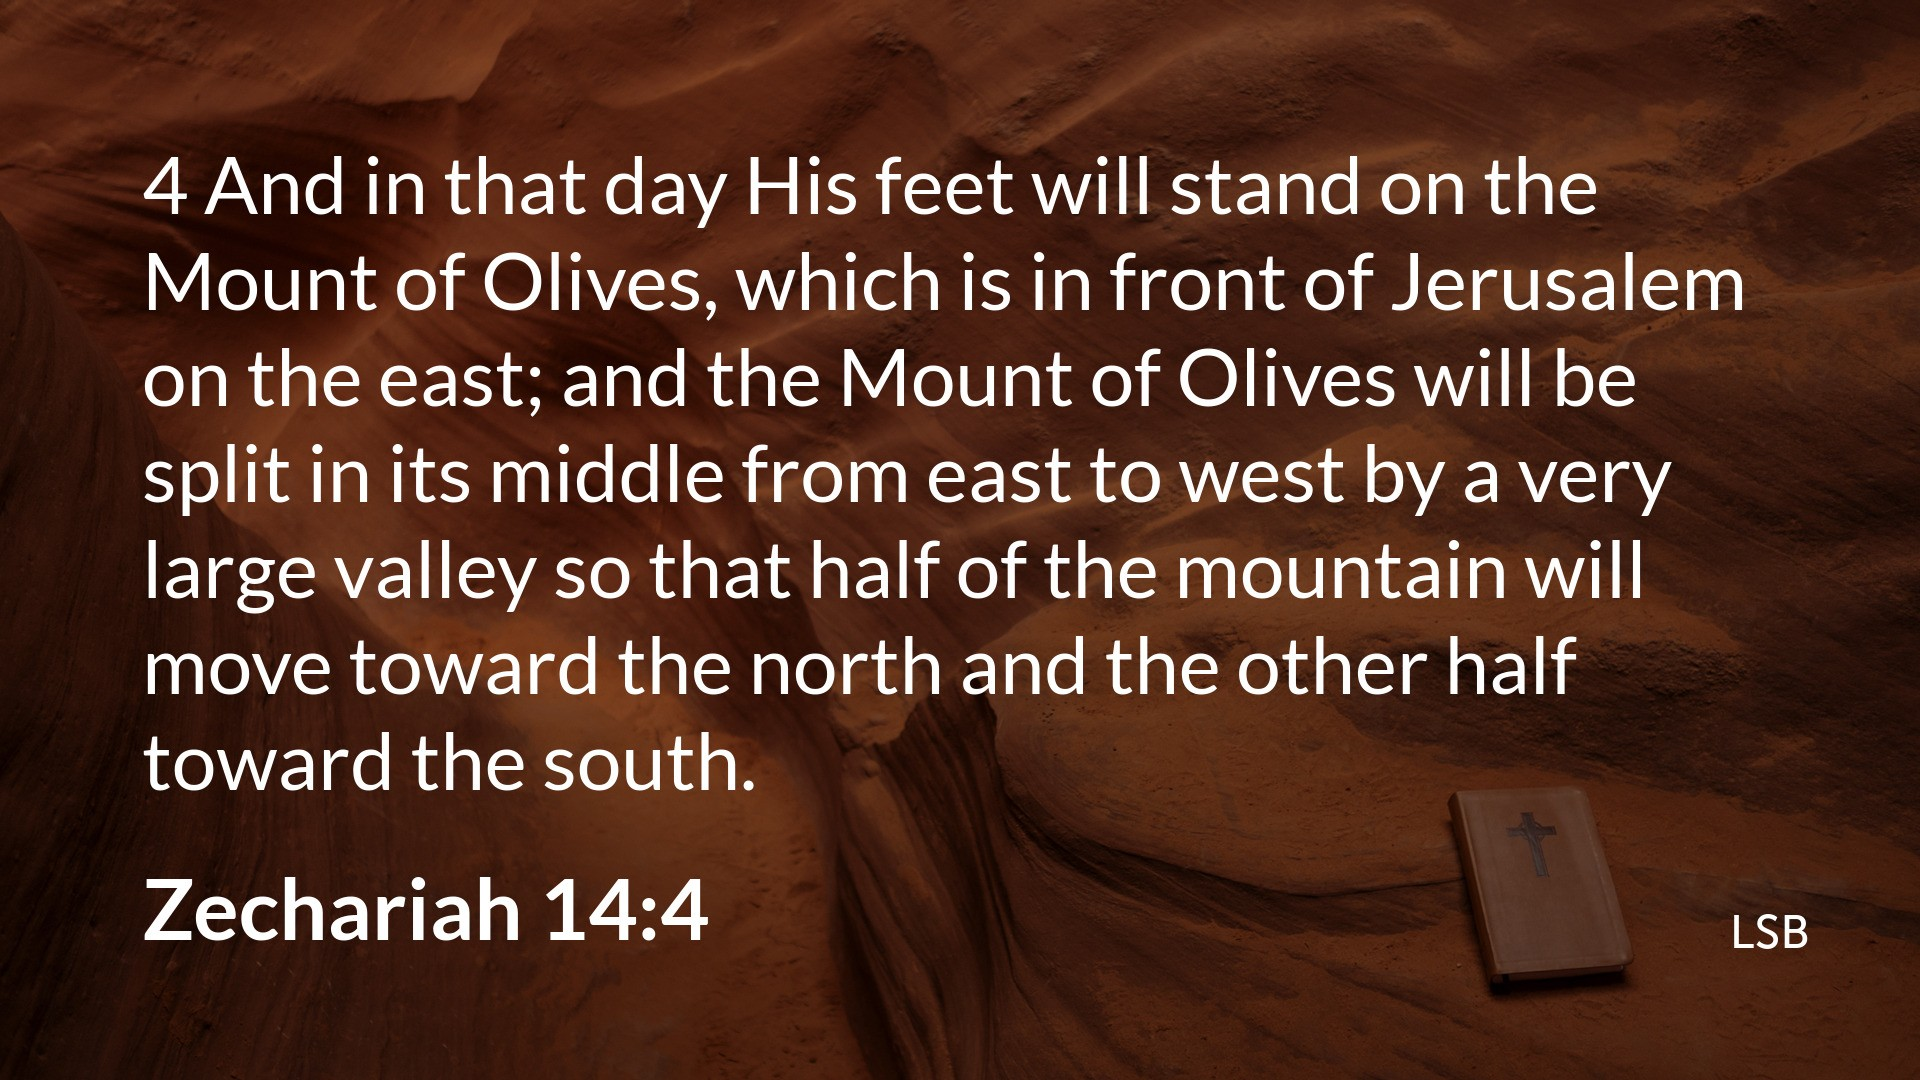 4 And in that day His feet will stand on the
Mount of Olives, which is in front of Jerusalem
on the east; and the Mount of Olives will be
split in its middle from east to west by a very
large valley so that half of the mountain will
move toward the north and the other half
toward the south.
Zechariah 14:4
LSB